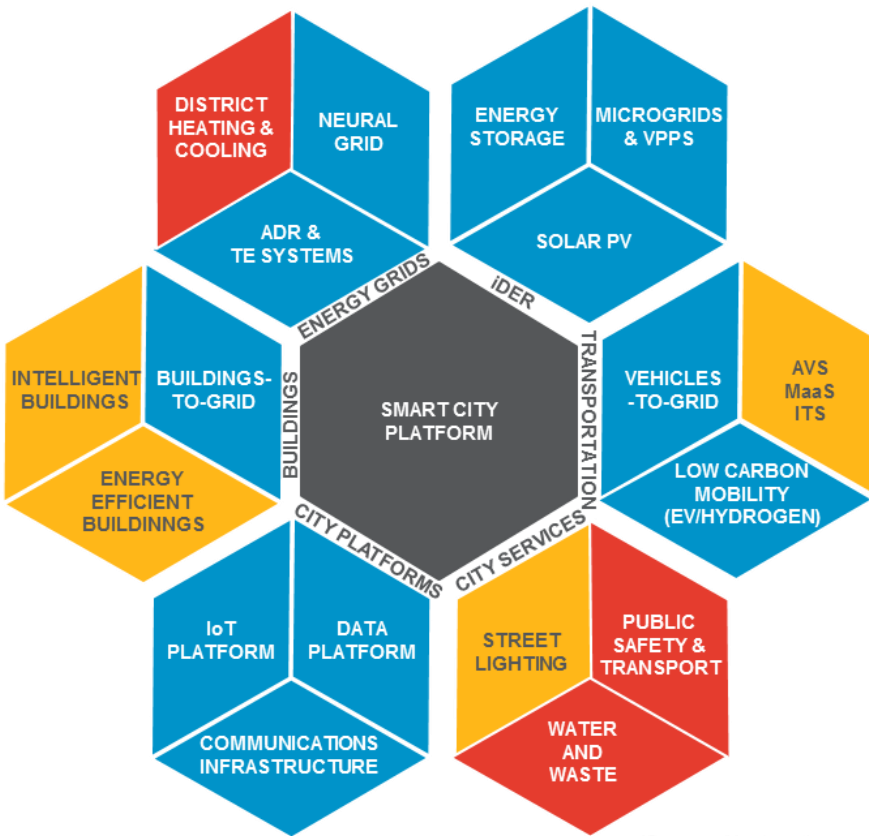 DISTRICT
HEATING &
COOLING
NEURAL
GRID
ADR &
TE SYSTEMS
ENERGY GRIDS
ENERGY
STORAGE
MICROGRIDS
& VPPS
SOLAR PV
iDER
INTELLIGENT
BUILDINGS
BUILDINGS-
TO-GRID
ENERGY
EFFICIENT
BUILDINNGS
BUILDINGS
SMART CITY
PLATFORM
TRANSPORTATION
VEHICLES
-TO-GRID
AVS
MaaS
ITS
LOW CARBON
MOBILITY
(EV/HYDROGEN)
CITY PLATFORMS
IoT
PLATFORM
DATA
PLATFORM
COMMUNICATIONS
INFRASTRUCTURE
CITY SERVICES
STREET
LIGHTING
PUBLIC
SAFETY &
TRANSPORT
WATER
AND
WASTE